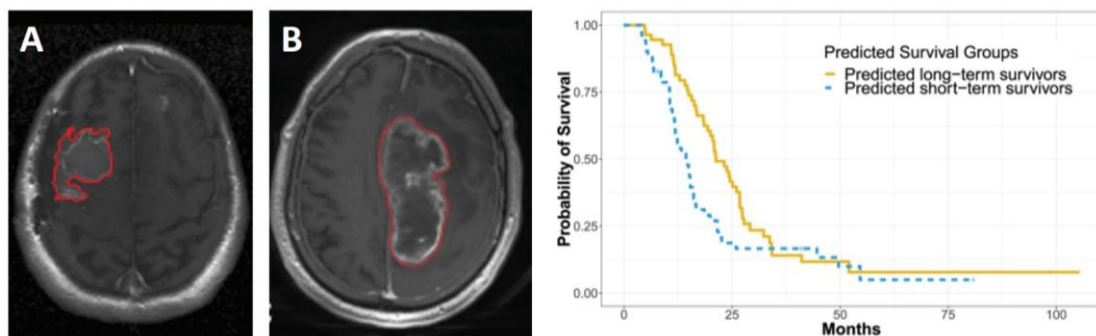 A
B
Probability of Survival
1.00
0.75
0.50
0.25
0.00
Predicted Survival Groups
Predicted long-term survivors
Predicted short-term survivors
0
25
50
75
100
Months